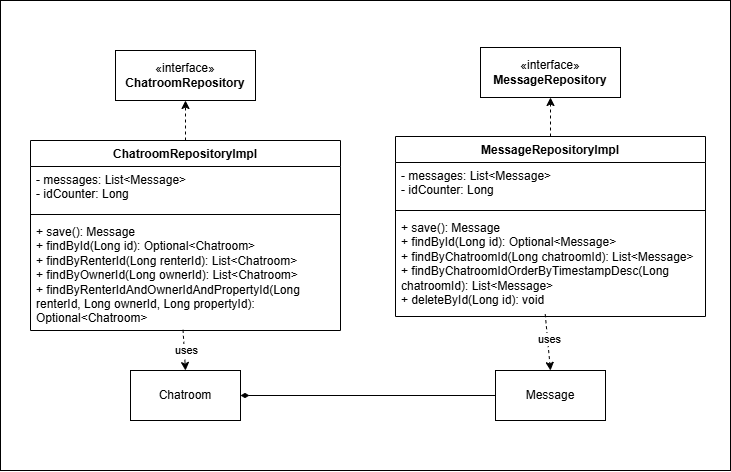 «interface»
ChatroomRepository
«interface»
MessageRepository
ChatroomRepositoryImpl
- messages: List<Message>
- idCounter: Long
+ save(): Message
+ findById(Long id): Optional<Chatroom>
+ findByRenterId(Long renterId): List<Chatroom>
+ findByOwnerId(Long ownerId): List<Chatroom>
+ findByRenterIdAndOwnerIdAndPropertyId(Long
renterId, Long ownerId, Long propertyId):
Optional<Chatroom>
MessageRepositoryImpl
- messages: List<Message>
- idCounter: Long
+ save(): Message
+ findById(Long id): Optional<Message>
+ findByChatroomId(Long chatroomId): List<Message>
+ findByChatroomIdOrderByTimestampDesc(Long
chatroomId): List<Message>
+ deleteById(Long id): void
uses
uses
Chatroom
Message